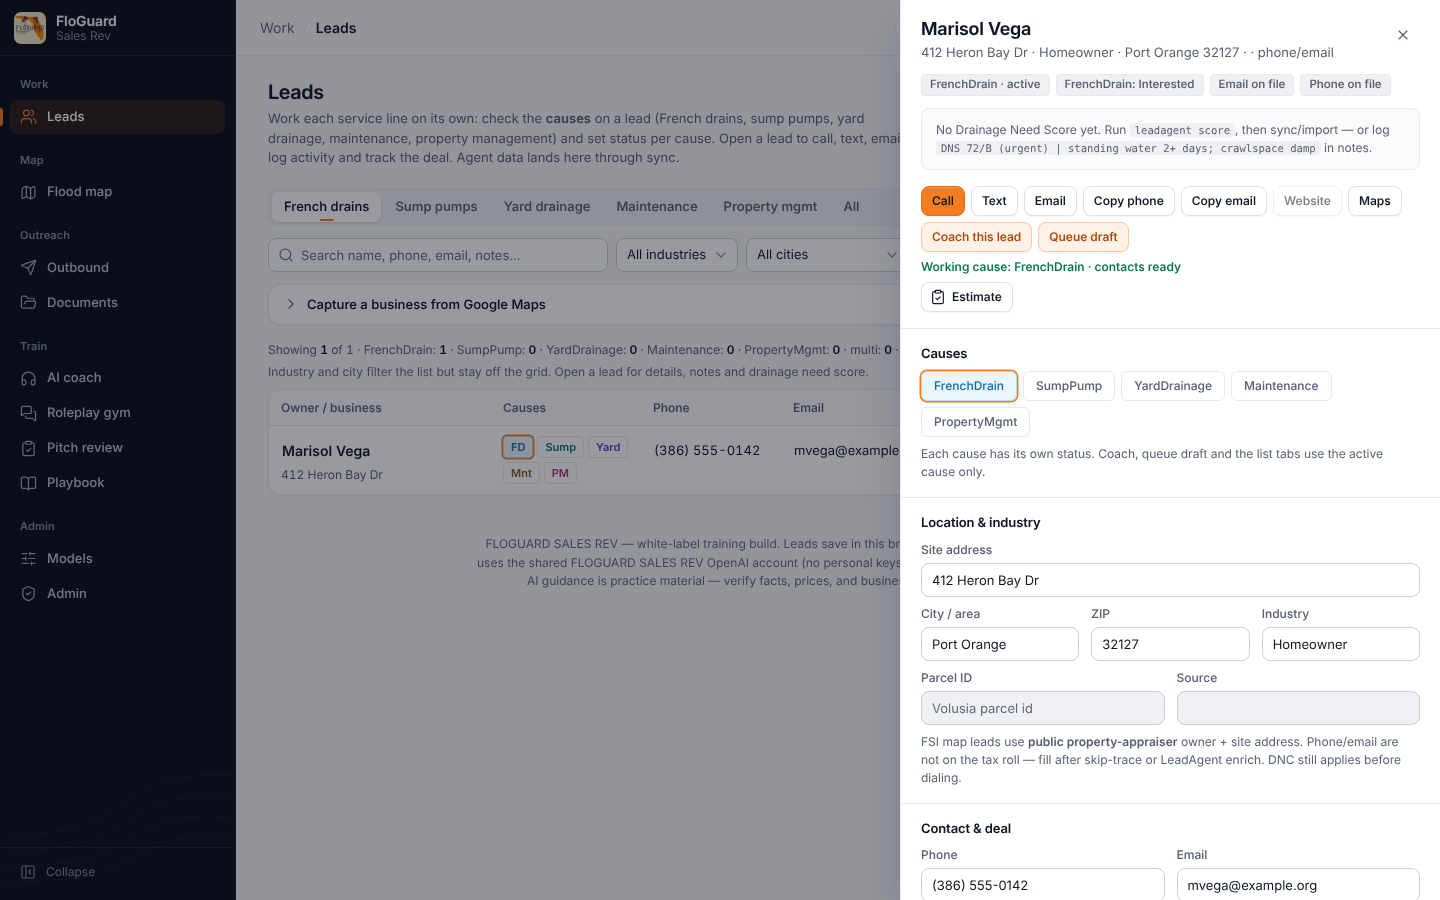 FloGuard
Sales Rev
Work
Leads
Map
Flood map
Outreach
Outbound
Documents
Train
AI coach
Roleplay gym
Pitch review
Playbook
Admin
Models
Admin
Collapse
Work / Leads
Leads
Work each service line on its own: check the causes on a lead (French drains, sump pumps, yard
drainage, maintenance, property management) and set status per cause. Open a lead to call, text, emai
log activity and track the deal. Agent data lands here through sync.
French drains Sump pumps Yard drainage Maintenance Property mgmt All
Search name, phone, email, notes... All industries All cities
Capture a business from Google Maps
Showing 1 of 1 · FrenchDrain: 1 · SumpPump: 0 · YardDrainage: 0 · Maintenance: 0 · PropertyMgmt: 0 · multi: 0 ·
Industry and city filter the list but stay off the grid. Open a lead for details, notes and drainage need score.
Owner / business Causes Phone Email
Marisol Vega FD Sump Yard (386) 555-0142 mvega@example
412 Heron Bay Dr Mnt PM
FLOGUARD SALES REV — white-label training build. Leads save in this br
uses the shared FLOGUARD SALES REV OpenAI account (no personal keys
AI guidance is practice material — verify facts, prices, and busine
Marisol Vega
412 Heron Bay Dr · Homeowner · Port Orange 32127 · · phone/email
FrenchDrain · active FrenchDrain: Interested Email on file Phone on file
No Drainage Need Score yet. Run leadagent score, then sync/import — or log
DNS 72/B (urgent) | standing water 2+ days; crawlspace damp in notes.
Call Text Email Copy phone Copy email Website Maps
Coach this lead Queue draft
Working cause: FrenchDrain · contacts ready
Estimate
Causes
FrenchDrain SumpPump YardDrainage Maintenance
PropertyMgmt
Each cause has its own status. Coach, queue draft and the list tabs use the active
cause only.
Location & industry
Site address
412 Heron Bay Dr
City / area ZIP Industry
Port Orange 32127 Homeowner
Parcel ID Source
Volusia parcel id
FSI map leads use public property-appraiser owner + site address. Phone/email are
not on the tax roll — fill after skip-trace or LeadAgent enrich. DNC still applies before
dialing.
Contact & deal
Phone Email
(386) 555-0142 mvega@example.org